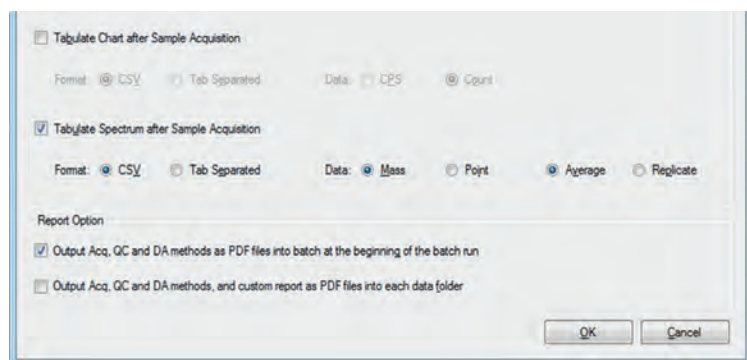 Tabulate Chart after Sample Acquisition
Format: CSV Tab Separated Data: CPS Count
Tabulate Spectrum after Sample Acquisition
Format: CSV Tab Separated Data: Mass Point Average Replicate
Report Option
Output Acq, QC and DA methods as PDF files into batch at the beginning of the batch run
Output Acq, QC and DA methods, and custom report as PDF files into each data folder
OK Cancel